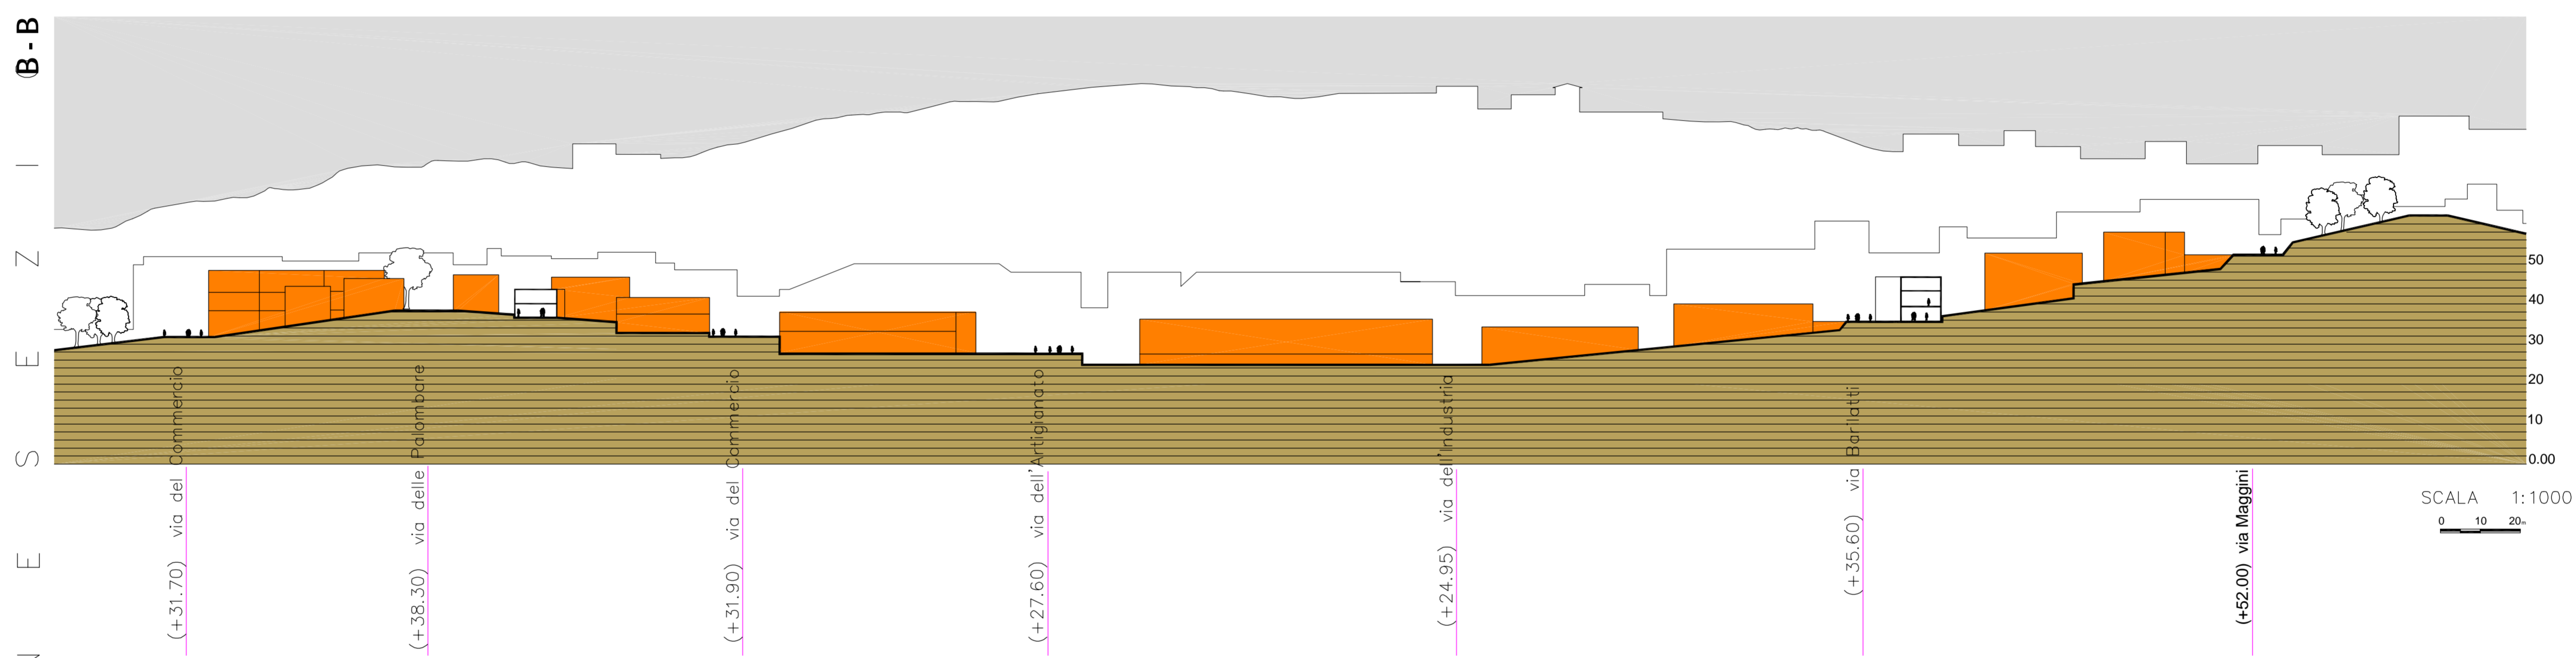 SEZIONE
(B-B
50
40
30
20
10
0.00
(+31.70) via del Commercio
(+38.30) via delle Palombare
(+31.90) via del Commercio
(+27.60) via dell'Artigianato
(+24.95) via dell'Industria
(+35.60) via Barilatti
(+52.00) via Maggini
SCALA 1:1000
0 10 20m